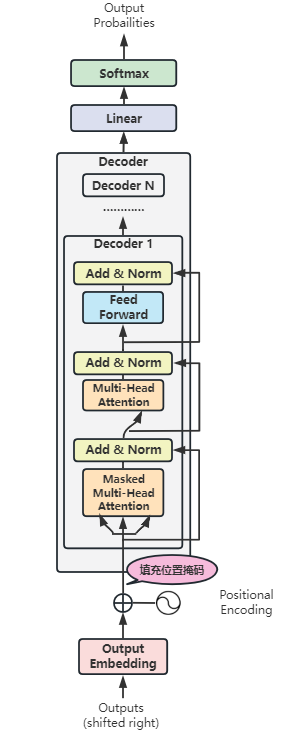 Output
Probailities
Softmax
Linear
Decoder
Decoder N
............
Decoder 1
Add & Norm
Feed
Forward
Add & Norm
Multi-Head
Attention
Add & Norm
Masked
Multi-Head
Attention
填充位置掩码
Positional
Encoding
Output
Embedding
Outputs
(shifted right)